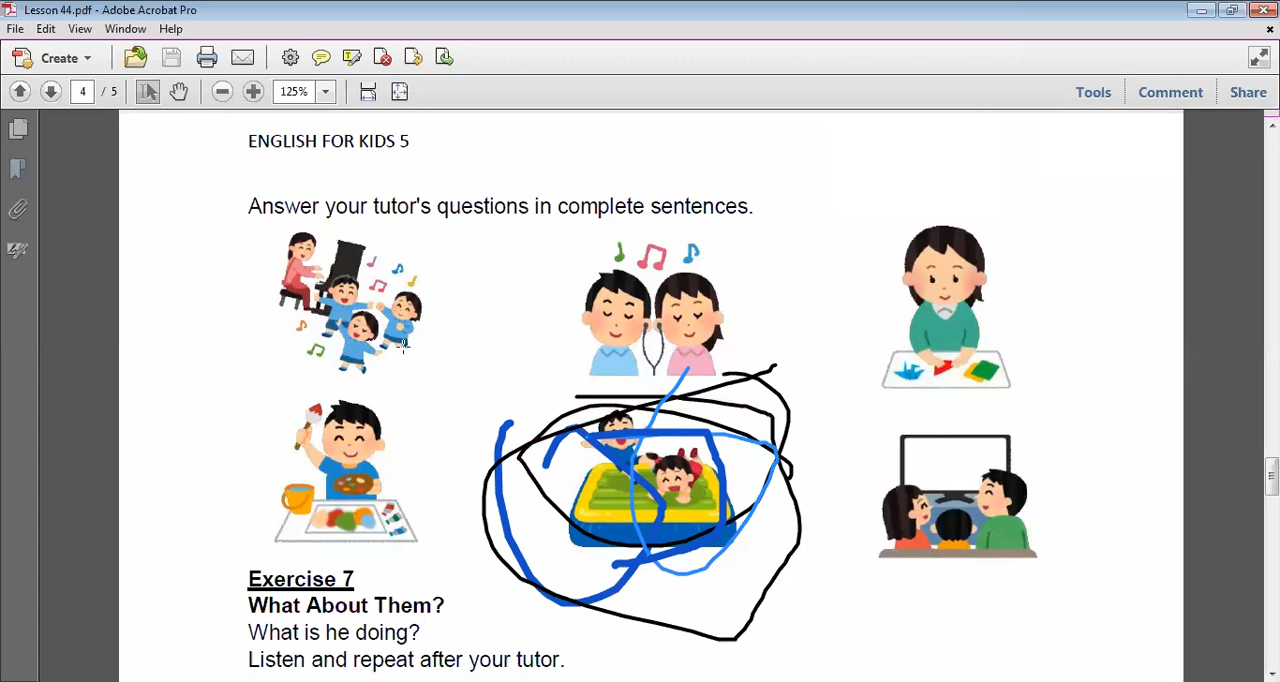 Lesson 44.pdf - Adobe Acrobat Pro
File Edit View Window Help
Create
4 / 5 125% Tools Comment Share
ENGLISH FOR KIDS 5
Answer your tutor's questions in complete sentences.
Exercise 7
What About Them?
What is he doing?
Listen and repeat after your tutor.